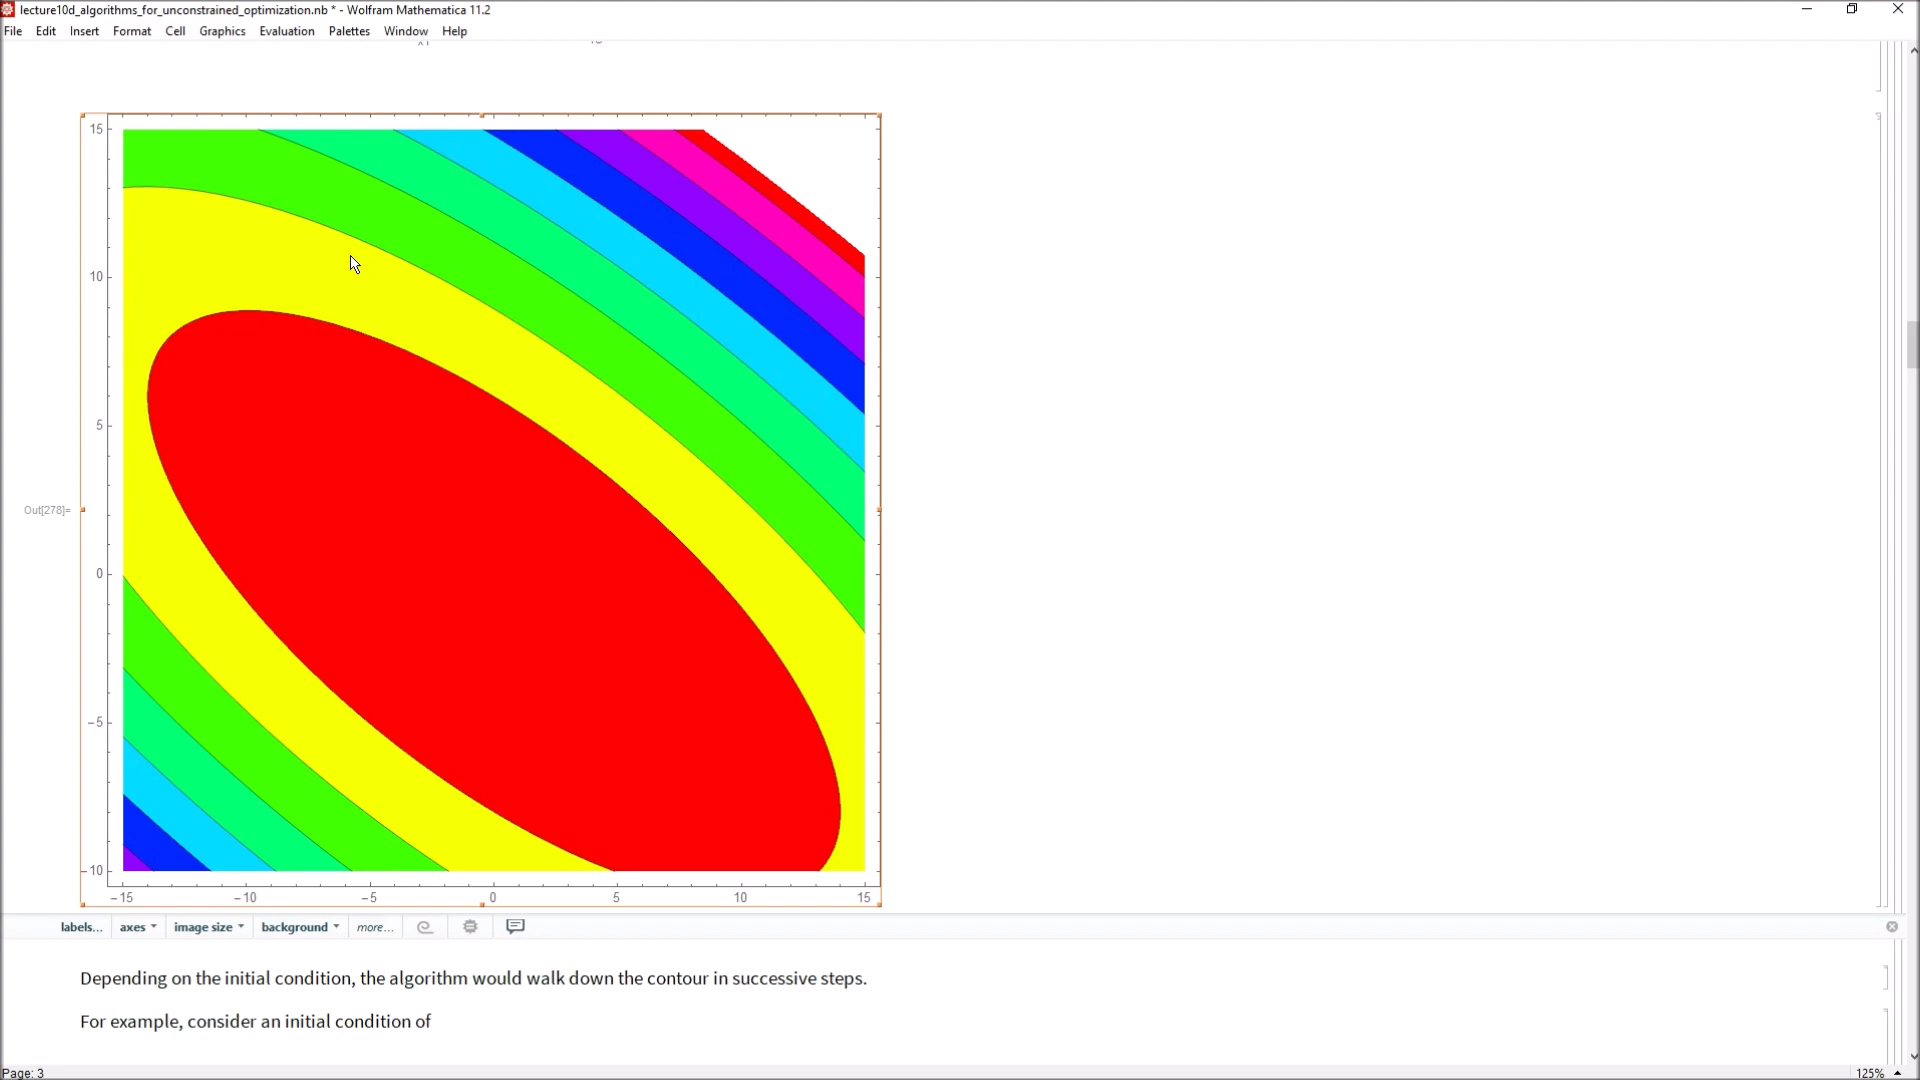 lecture10d_algorithms_for_unconstrained_optimization.nb * - Wolfram Mathematica 11.2
File Edit Insert Format Cell Graphics Evaluation Palettes Window Help
15
10
5
0
-5
-10
Out[278]=
-15 -10 -5 0 5 10 15
labels... axes image size background more...
Depending on the initial condition, the algorithm would walk down the contour in successive steps.
For example, consider an initial condition of
Page: 3
125%